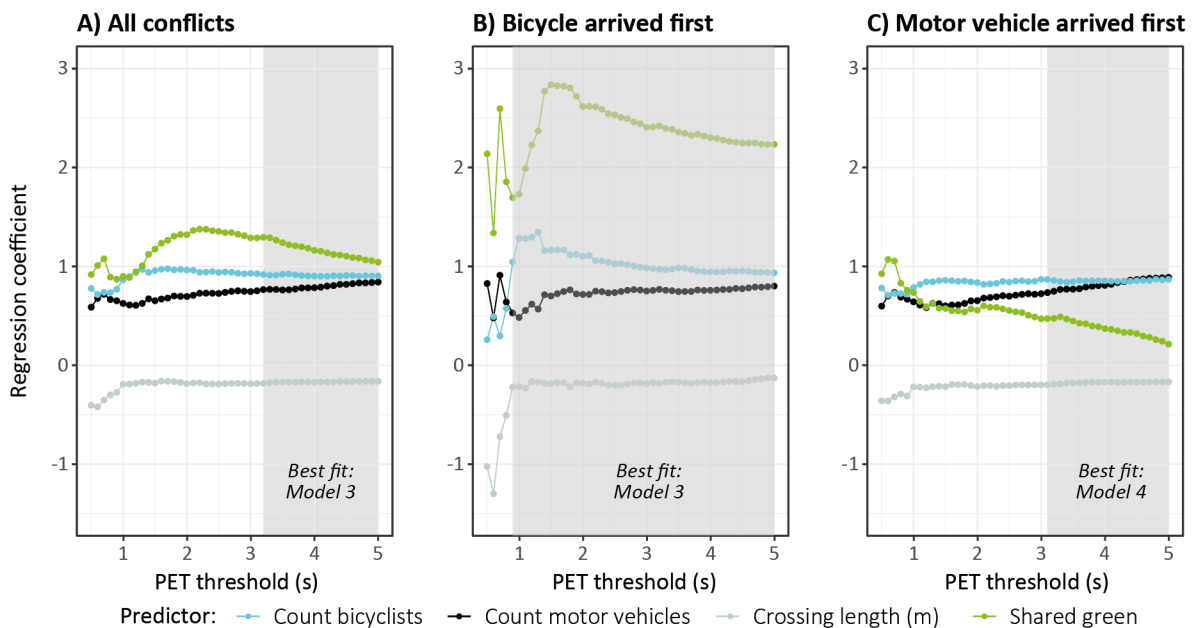 A) All conflicts
B) Bicycle arrived first
C) Motor vehicle arrived first
Regression coefficient
3
2
1
0
-1
Best fit:
Model 3
1 2 3 4 5
PET threshold (s)
3
2
1
0
-1
Best fit:
Model 3
1 2 3 4 5
PET threshold (s)
3
2
1
0
-1
Best fit:
Model 4
1 2 3 4 5
PET threshold (s)
Predictor: Count bicyclists Count motor vehicles Crossing length (m) Shared green